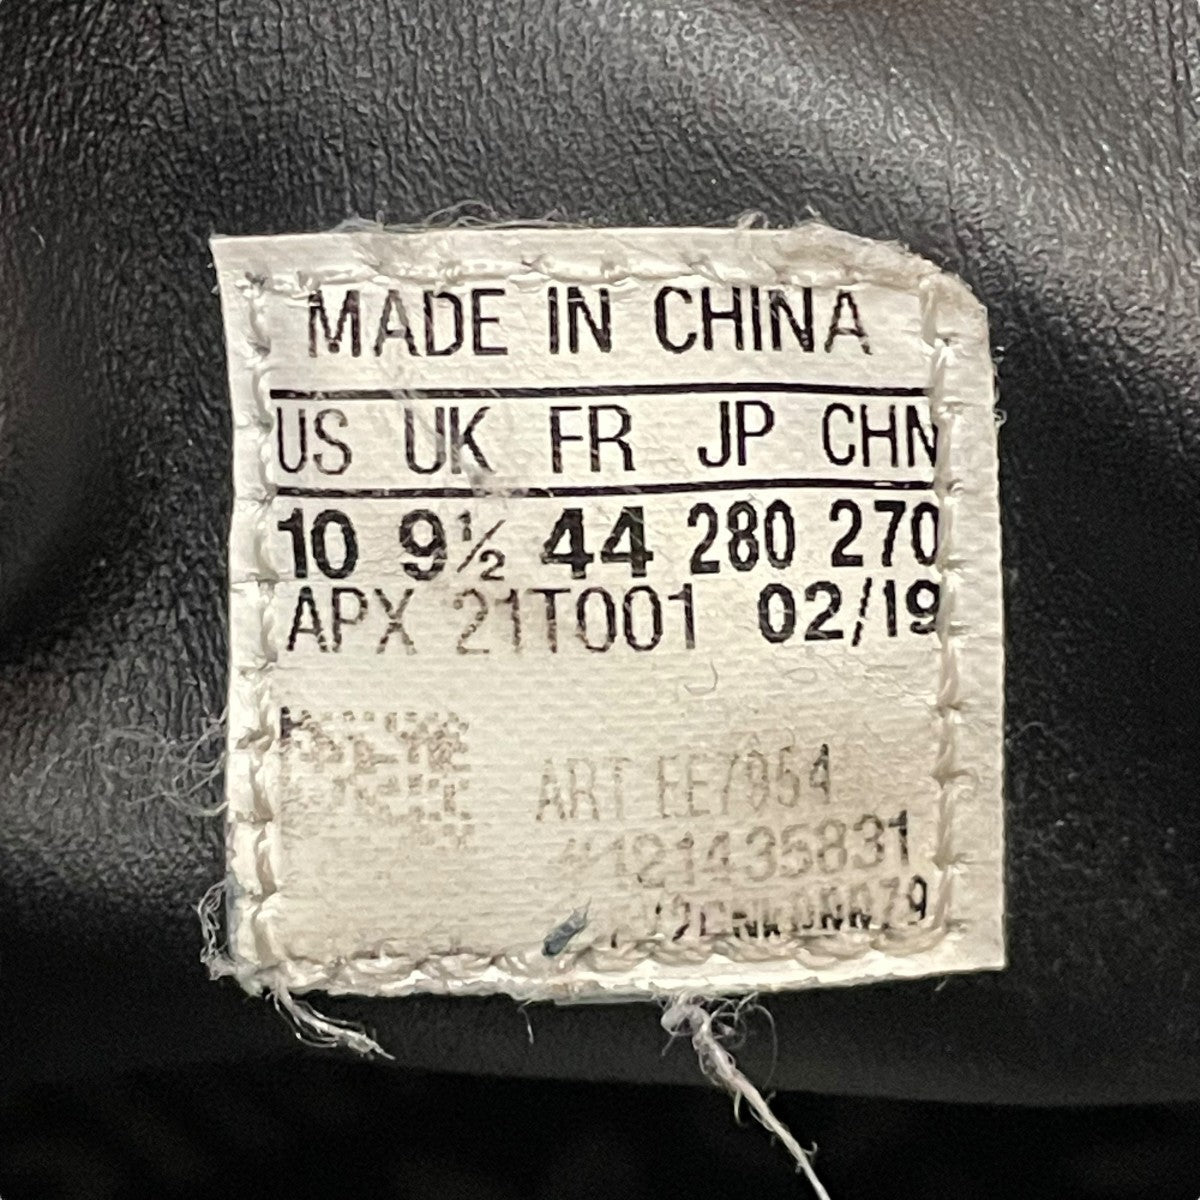 MADE IN CHINA
US UK FR JP CHN
10 9½ 44 280 270
APX 21T001 02/19
ART EE7954
#121435831